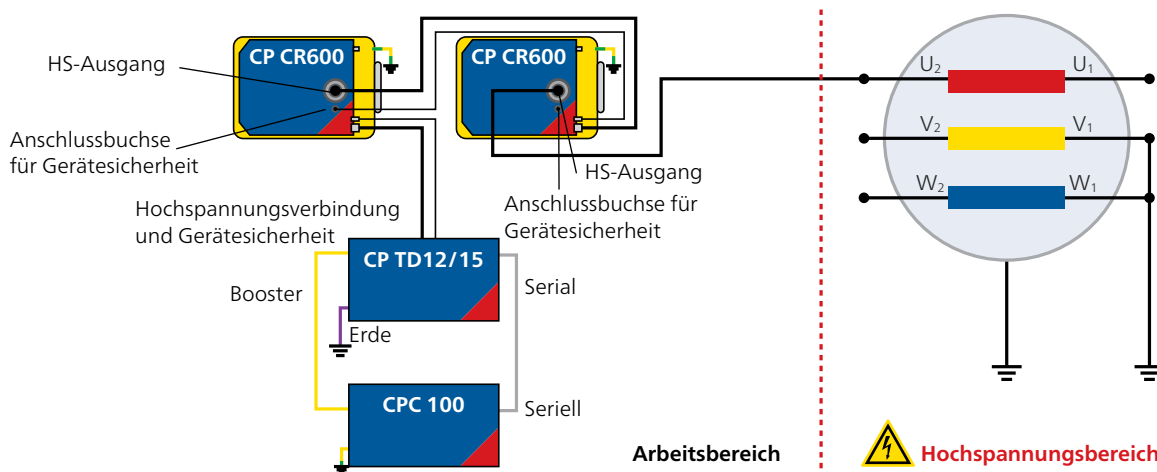 CP CR600
CP CR600
HS-Ausgang
Anschlussbuchse
für Gerätesicherheit
HS-Ausgang
Anschlussbuchse für
Gerätesicherheit
Hochspannungsverbindung
und Gerätesicherheit
CP TD12/15
Booster
Serial
Erde
CPC 100
Seriell
U₂
U₁
V₂
V₁
W₂
W₁
Arbeitsbereich
Hochspannungsbereich